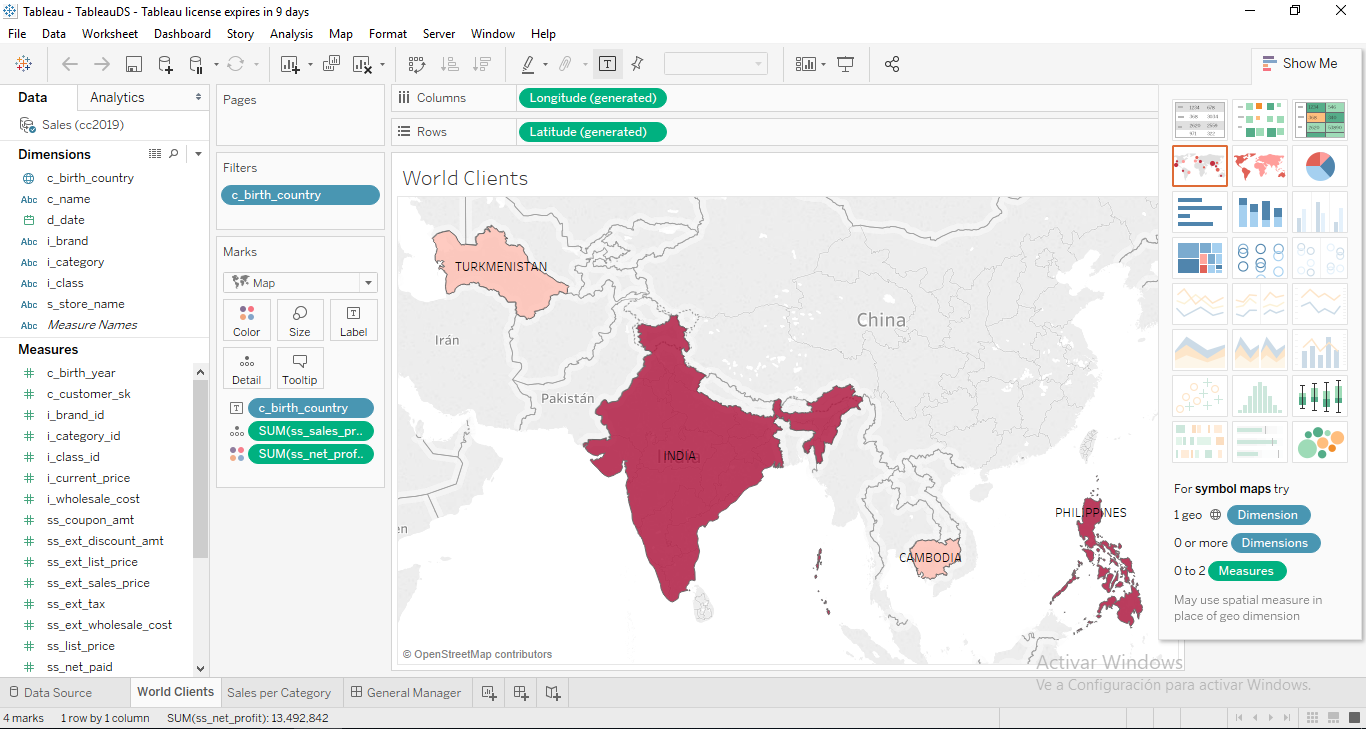 Tableau - TableauDS - Tableau license expires in 9 days
File Data Worksheet Dashboard Story Analysis Map Format Server Window Help
Show Me
Data Analytics
Sales (cc2019)
Dimensions
c_birth_country
Abc c_name
d_date
Abc i_brand
Abc i_category
Abc i_class
Abc s_store_name
Abc Measure Names
Measures
c_birth_year
c_customer_sk
i_brand_id
i_category_id
i_class_id
i_current_price
i_wholesale_cost
ss_coupon_amt
ss_ext_discount_amt
ss_ext_list_price
ss_ext_sales_price
ss_ext_tax
ss_ext_wholesale_cost
ss_list_price
ss_net_paid
Pages
Filters
c_birth_country
Marks
Map
Color Size Label
Detail Tooltip
c_birth_country
SUM(ss_sales_pr..
SUM(ss_net_prof..
Columns Longitude (generated)
Rows Latitude (generated)
World Clients
TURKMENISTAN
China
Irán
Pakistán
INDIA
PHILIPPINES
en
CAMBODIA
© OpenStreetMap contributors
For symbol maps try
1 geo Dimension
0 or more Dimensions
0 to 2 Measures
May use spatial measure in
place of geo dimension
Activar Windows
Ve a Configuración para activar Windows.
Data Source World Clients Sales per Category General Manager
4 marks 1 row by 1 column SUM(ss_net_profit): 13,492,842